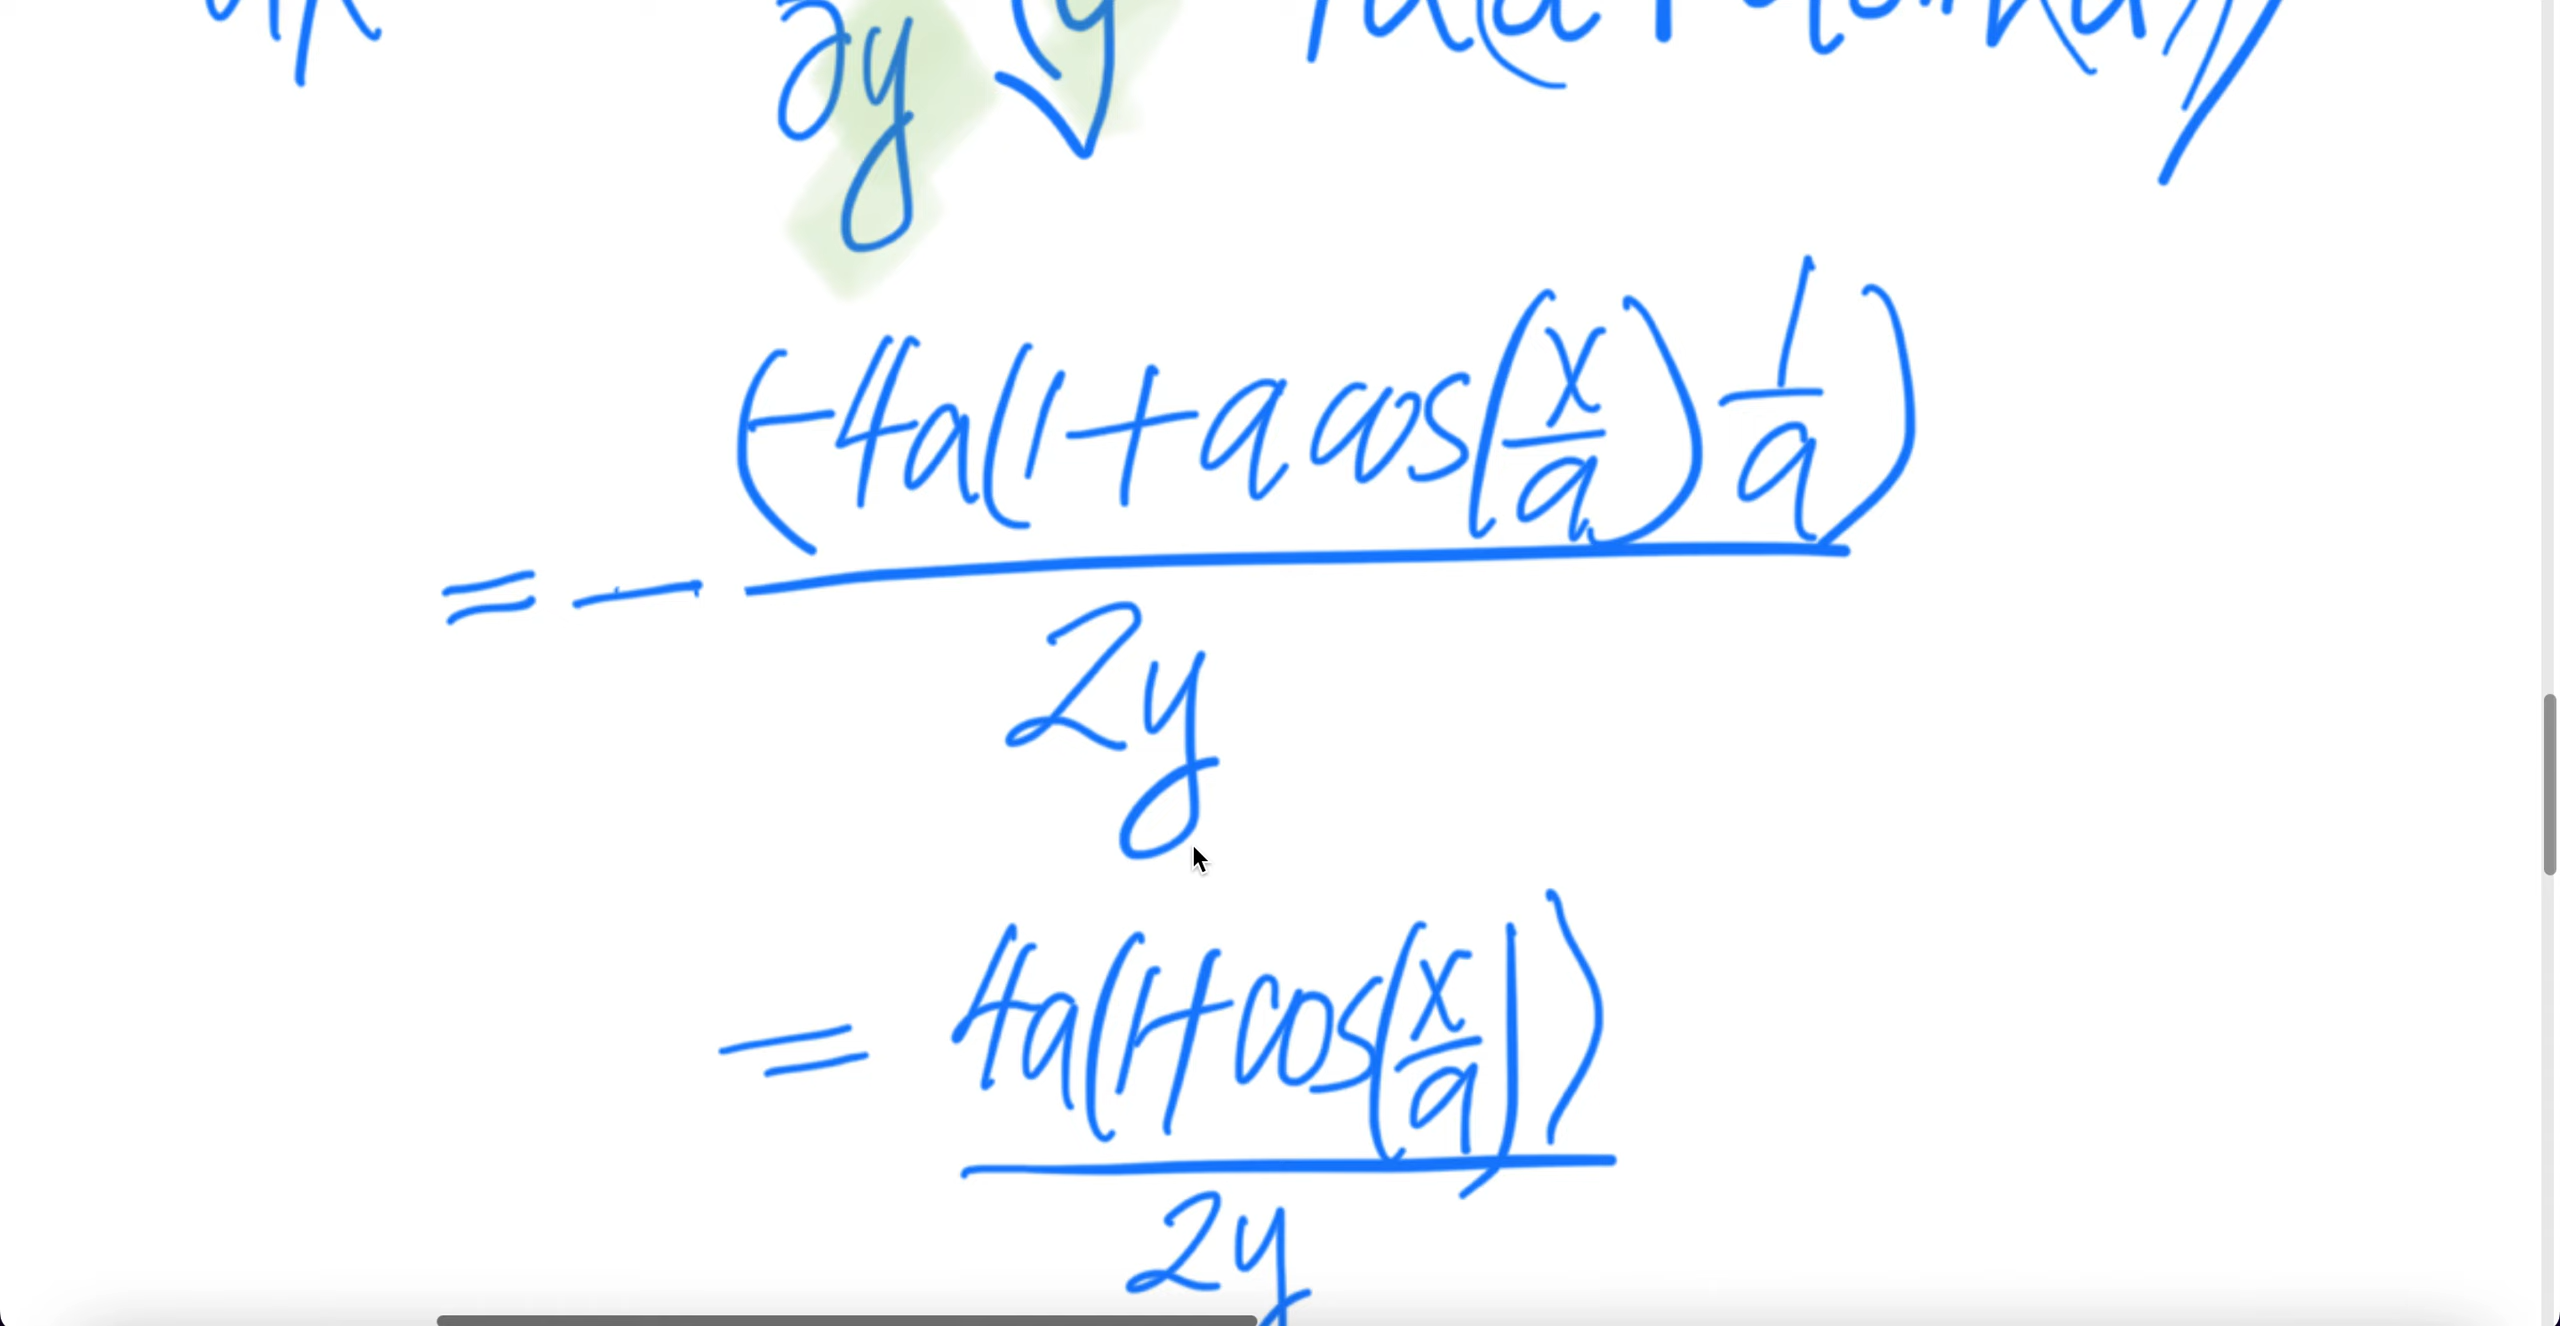 ∂y
= - (-4a(1+a cos(x/a) 1/a) / 2y
= 4a(1+cos(x/a)) / 2y